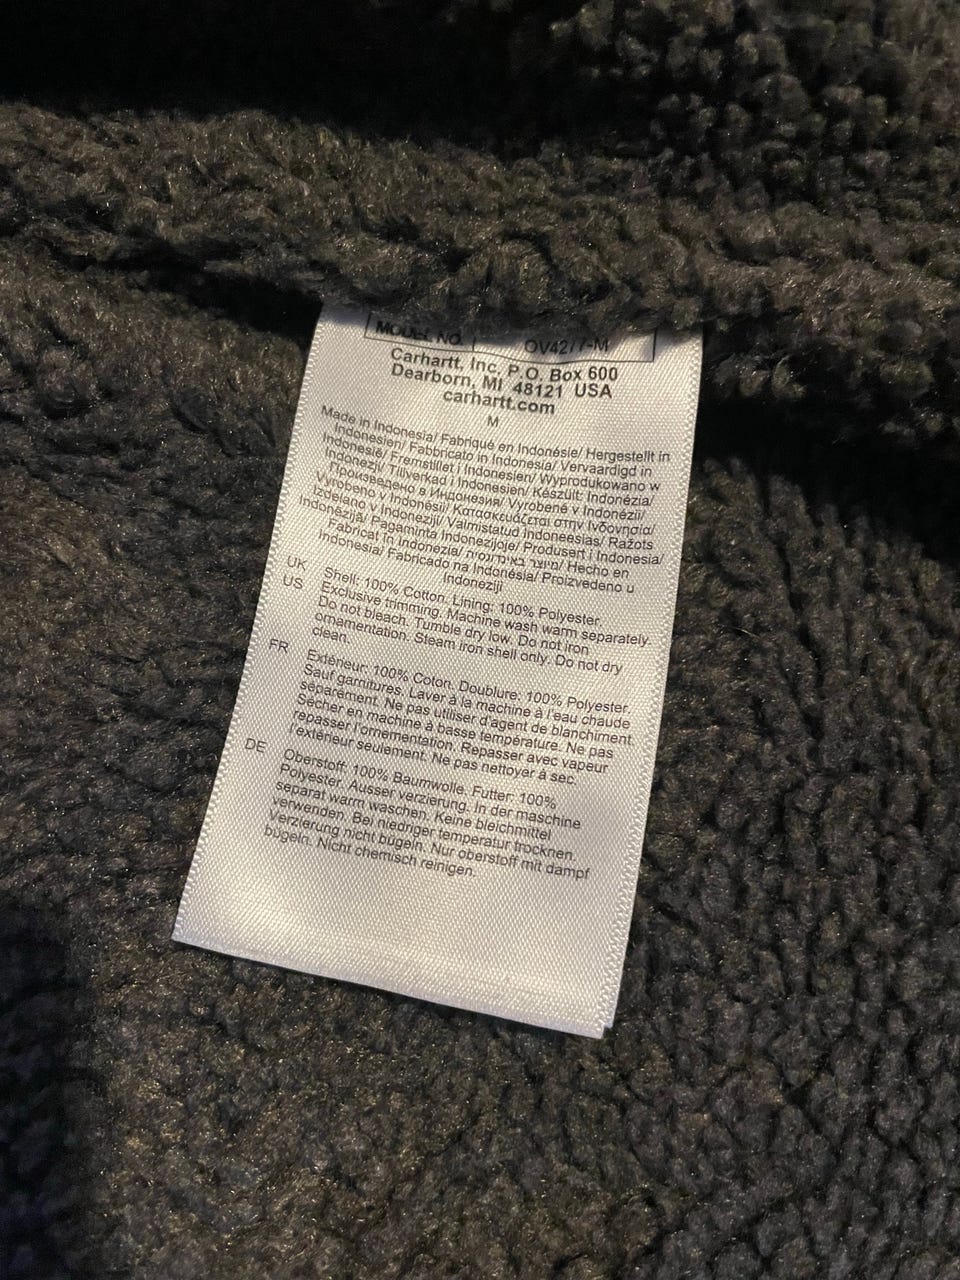 MODEL NO. OV4277-M
Carhartt, Inc. P.O. Box 600
Dearborn, MI 48121 USA
carhartt.com
M
Made in Indonesia/ Fabriqué en Indonésie/ Hergestellt in
Indonesien/ Fabbricato in Indonesia/ Vervaardigd in
Indonesië/ Fremstillet i Indonesien/ Wyprodukowano w
Indonezji/ Tillverkad i Indonesien/ Készült: Indonézia/
Произведено в Индонезия/ Vyrobené v Indonézii/
Vyrobeno v Indonésii/ Κατασκευάζεται στην Ινδονησία/
Izdelano v Indoneziji/ Valmistatud Indoneesias/ Ražots
Indonēzijā/ Pagaminta Indonezijoje/ Produsert i Indonesia/
Fabricat în Indonezia/ מיוצר באינדונזיה/ Hecho en
Indonesia/ Fabricado na Indonésia/ Proizvedeno u
Indoneziji
UK Shell: 100% Cotton. Lining: 100% Polyester.
US Exclusive trimming. Machine wash warm separately.
Do not bleach. Tumble dry low. Do not iron
ornamentation. Steam iron shell only. Do not dry
clean.
FR Extérieur: 100% Coton. Doublure: 100% Polyester.
Sauf garnitures. Laver à la machine à l'eau chaude
séparément. Ne pas utiliser d'agent de blanchiment.
Sécher en machine à basse température. Ne pas
repasser l'ornementation. Repasser avec vapeur
l'extérieur seulement. Ne pas nettoyer à sec.
DE Oberstoff: 100% Baumwolle. Futter: 100%
Polyester. Ausser verzierung. In der maschine
separat warm waschen. Keine bleichmittel
verwenden. Bei niedriger temperatur trocknen.
Verzierung nicht bügeln. Nur oberstoff mit dampf
bügeln. Nicht chemisch reinigen.